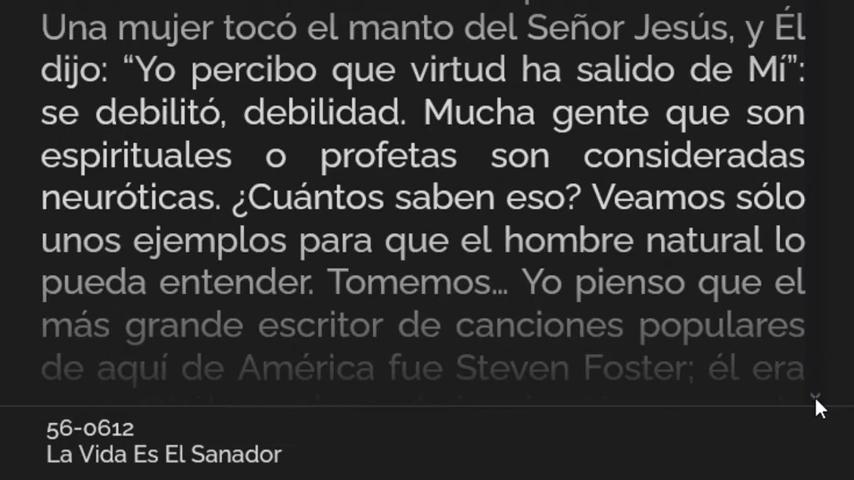 Una mujer tocó el manto del Señor Jesús, y Él
dijo: “Yo percibo que virtud ha salido de Mí”:
se debilitó, debilidad. Mucha gente que son
espirituales o profetas son consideradas
neuróticas. ¿Cuántos saben eso? Veamos sólo
unos ejemplos para que el hombre natural lo
pueda entender. Tomemos… Yo pienso que el
más grande escritor de canciones populares
de aquí de América fue Steven Foster; él era
56-0612
La Vida Es El Sanador